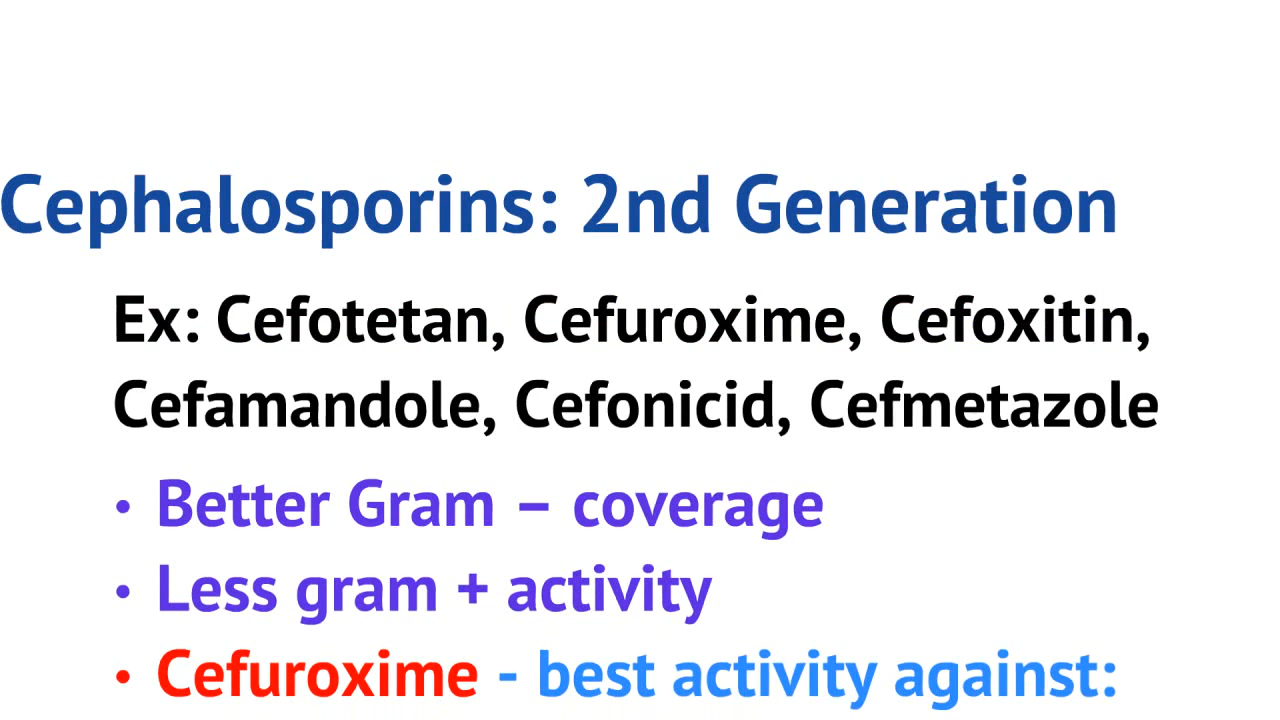 Cephalosporins: 2nd Generation
Ex: Cefotetan, Cefuroxime, Cefoxitin,
Cefamandole, Cefonicid, Cefmetazole
• Better Gram – coverage
• Less gram + activity
• Cefuroxime - best activity against: